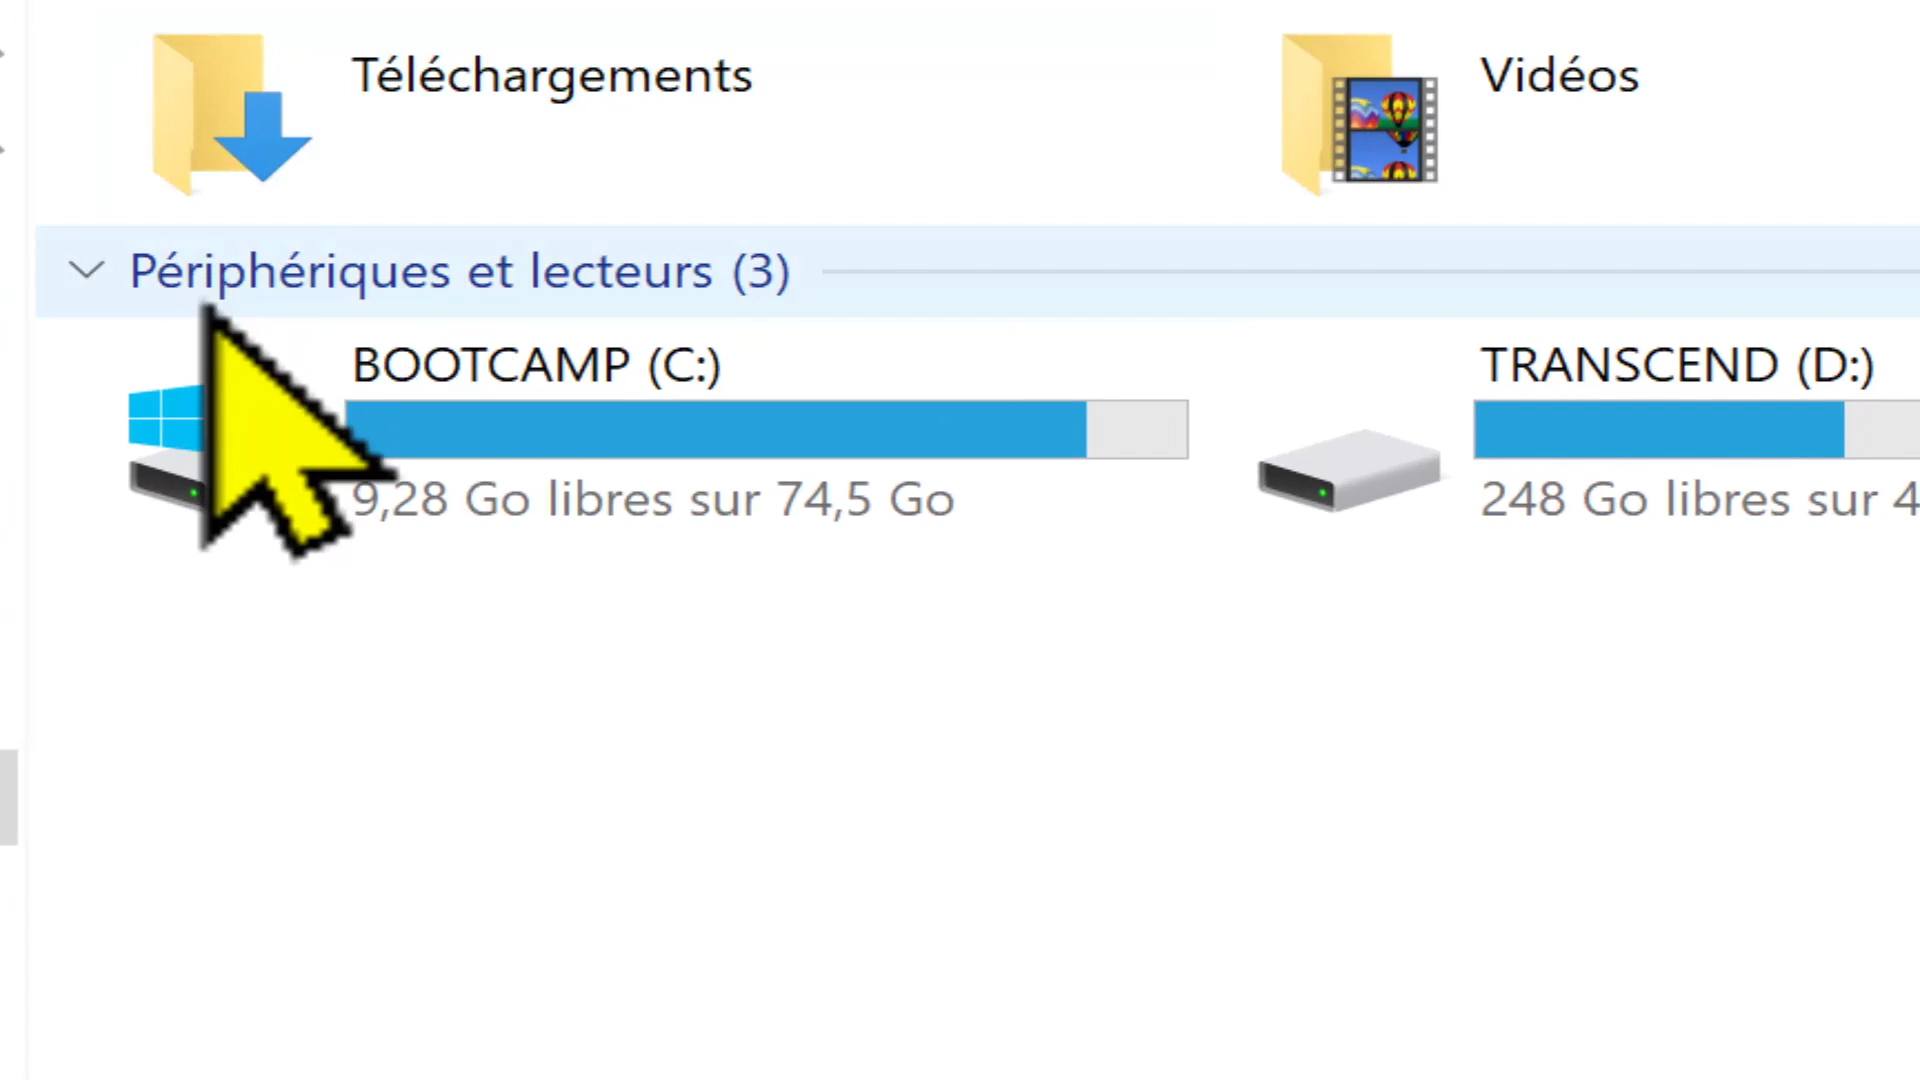 Téléchargements
Vidéos
Périphériques et lecteurs (3)
BOOTCAMP (C:)
9,28 Go libres sur 74,5 Go
TRANSCEND (D:)
248 Go libres sur 4